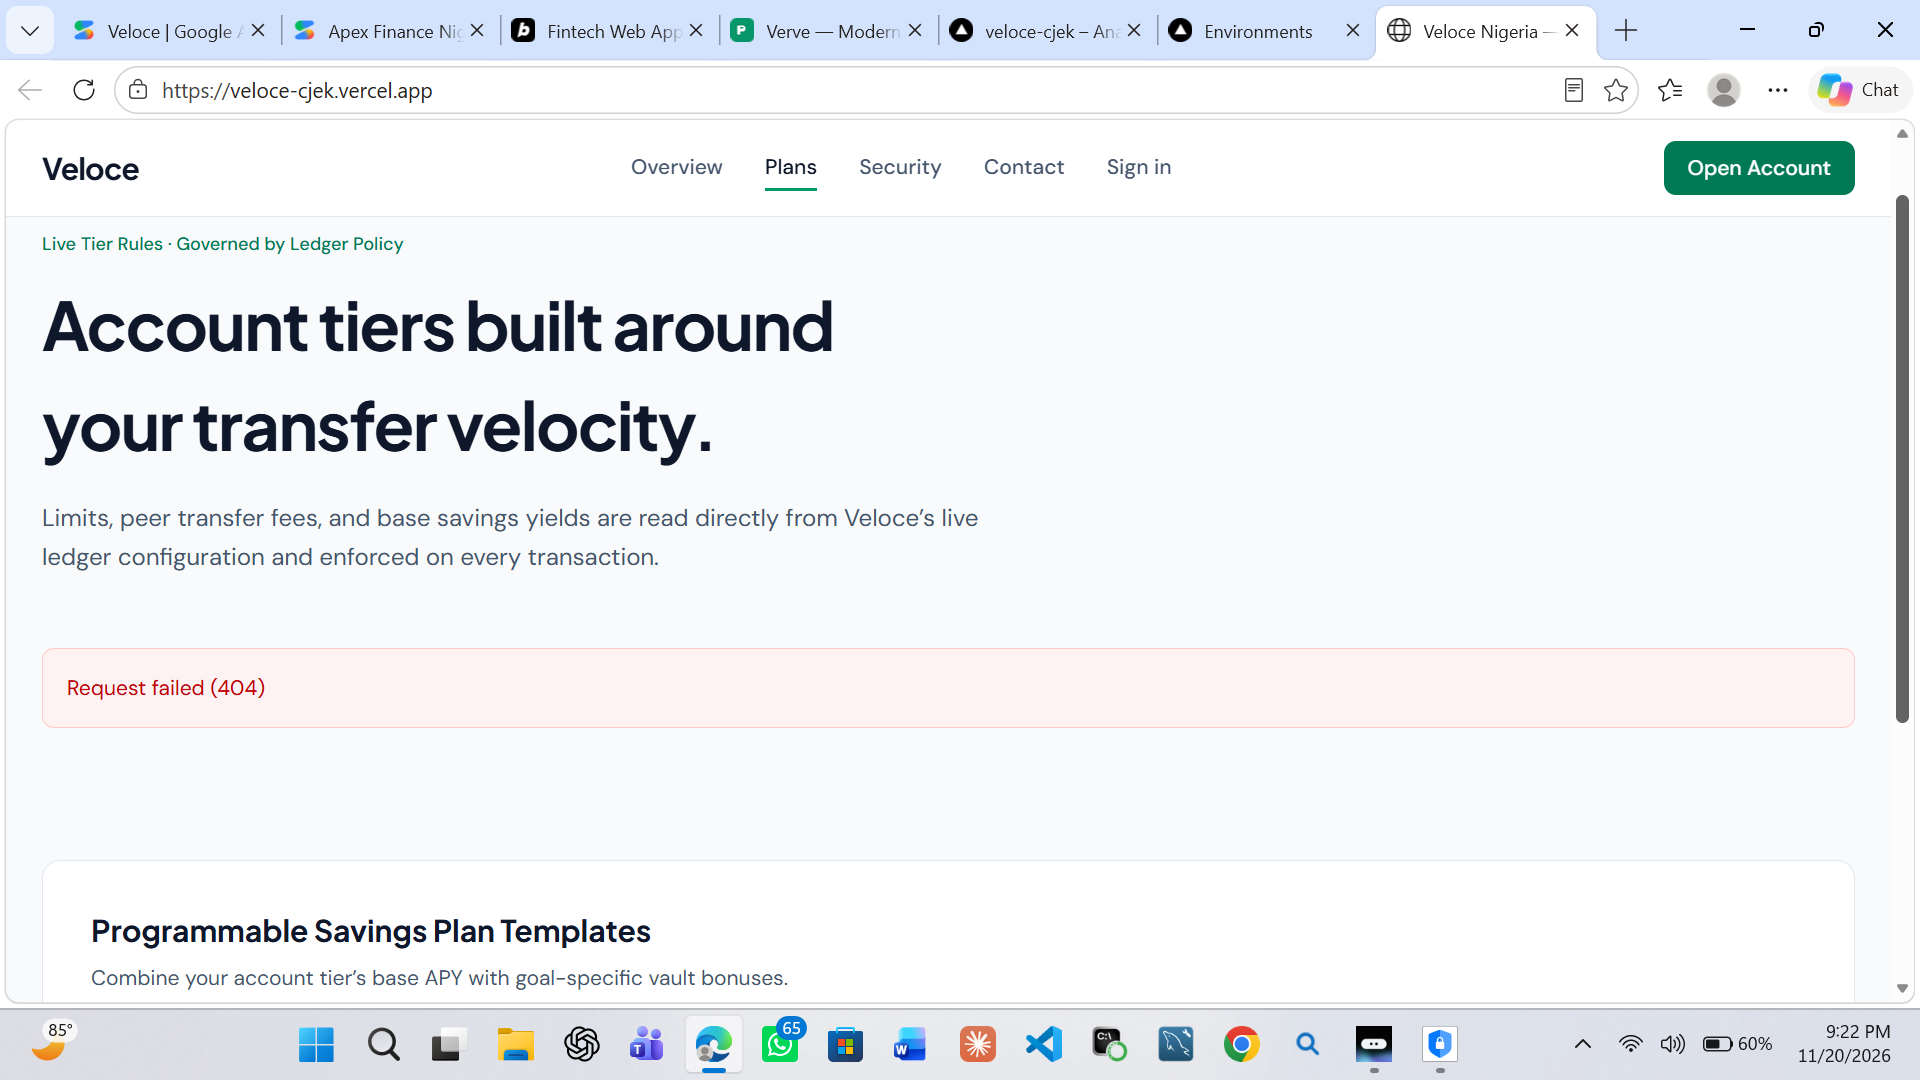 Veloce | Google A
Apex Finance Nig
Fintech Web App
Verve — Modern
veloce-cjek – Ana
Environments
Veloce Nigeria —
https://veloce-cjek.vercel.app
Chat
Veloce
Overview
Plans
Security
Contact
Sign in
Open Account
Live Tier Rules · Governed by Ledger Policy
Account tiers built around
your transfer velocity.
Limits, peer transfer fees, and base savings yields are read directly from Veloce’s live
ledger configuration and enforced on every transaction.
Request failed (404)
Programmable Savings Plan Templates
Combine your account tier’s base APY with goal-specific vault bonuses.
85°
65
60%
9:22 PM
11/20/2026